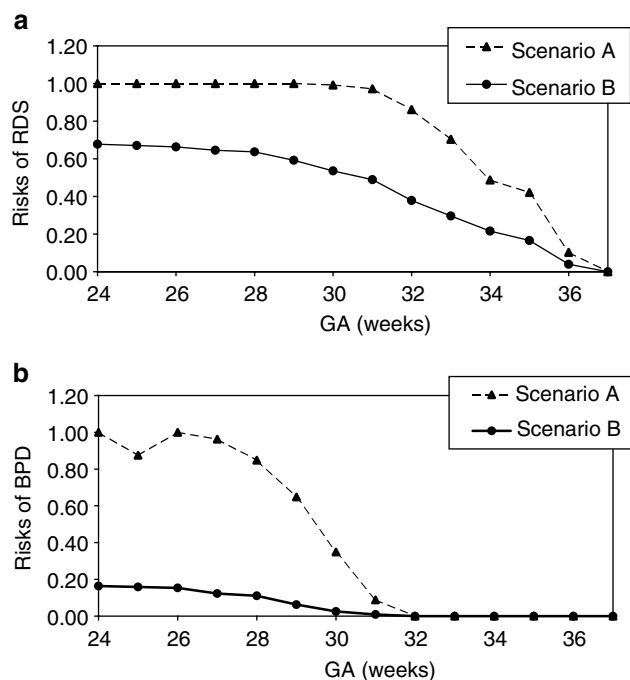 a
1.20
1.00
0.80
0.60
0.40
0.20
0.00
Risks of RDS
Scenario A
Scenario B
24 26 28 30 32 34 36
GA (weeks)
b
1.20
1.00
0.80
0.60
0.40
0.20
0.00
Risks of BPD
Scenario A
Scenario B
24 26 28 30 32 34 36
GA (weeks)